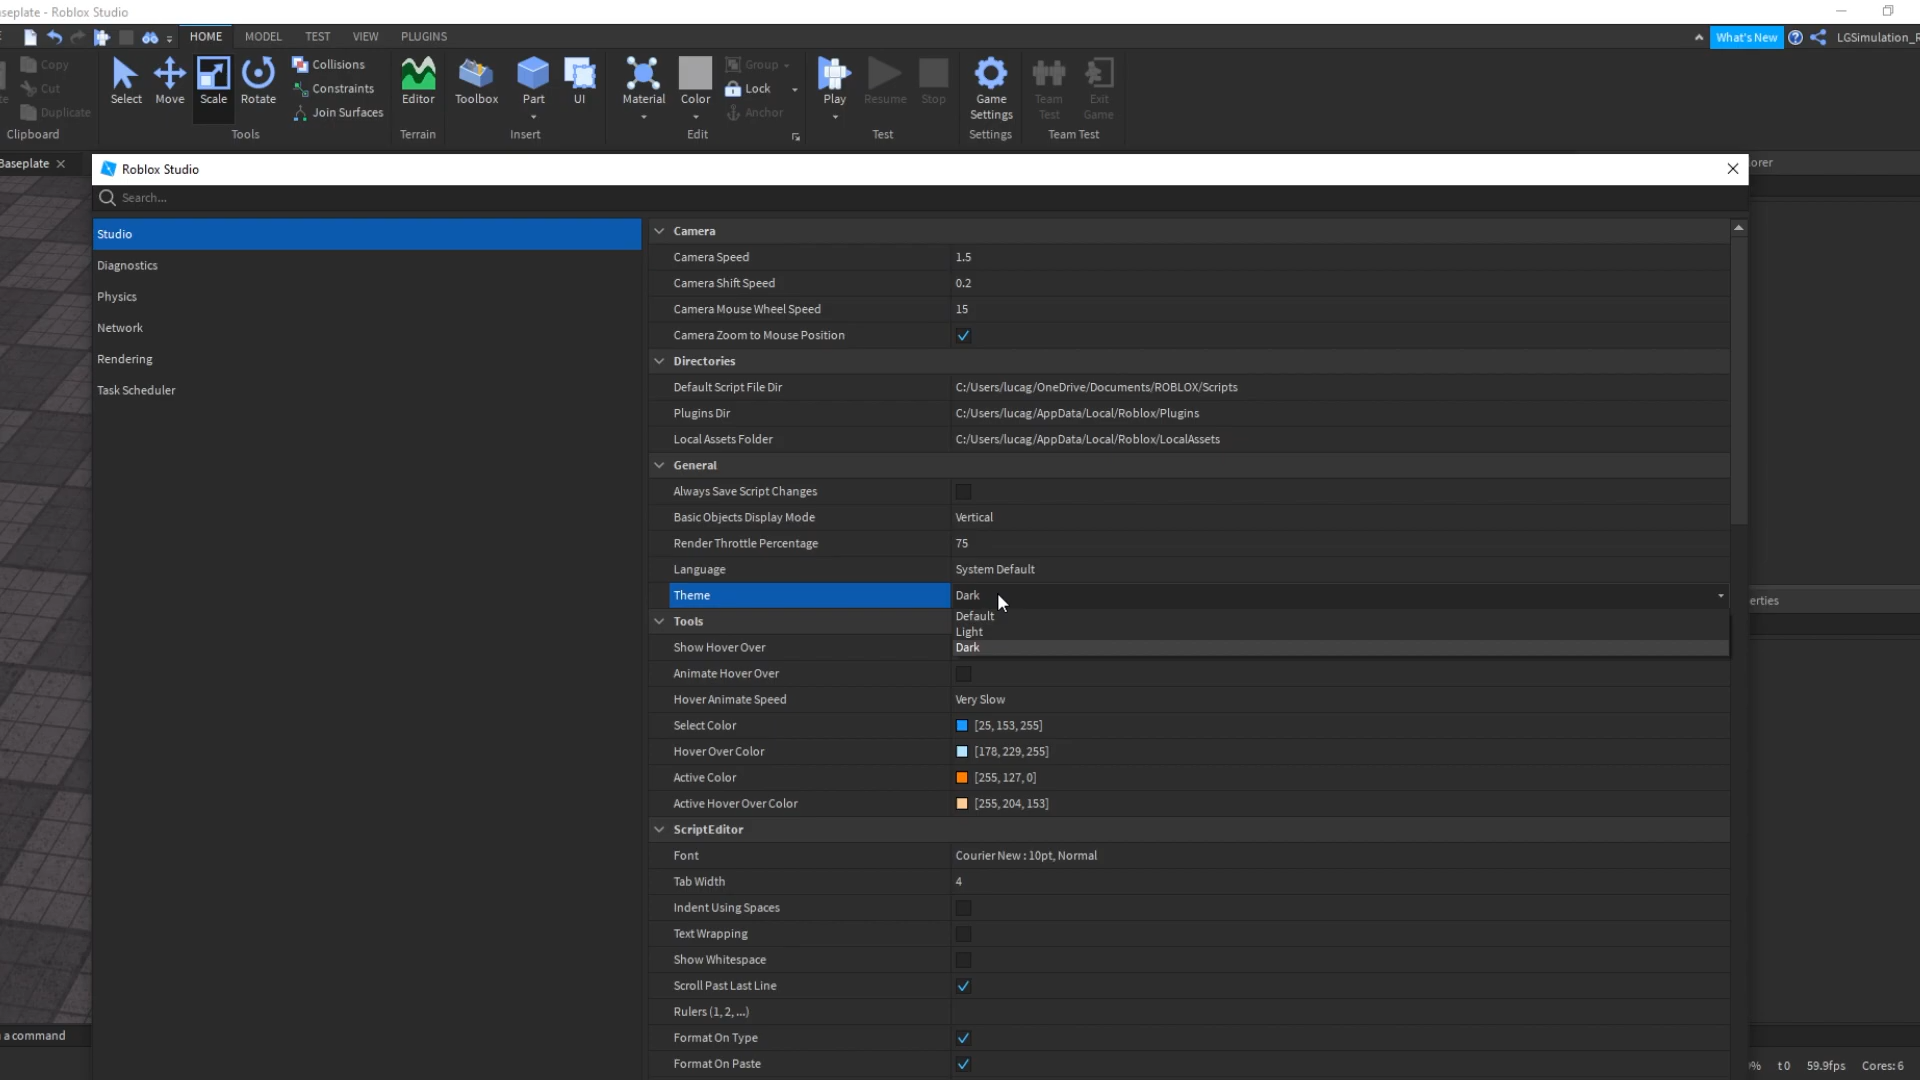 seplate - Roblox Studio
HOME MODEL TEST VIEW PLUGINS What's New LGSimulation_R
Copy
Cut
Duplicate
Clipboard
Select Move Scale Rotate
Collisions
Constraints
Join Surfaces
Tools
Editor
Terrain
Toolbox Part UI
Insert
Material Color
Group
Lock
Anchor
Edit
Play Resume Stop
Test
Game Settings
Settings
Team Test Exit Game
Team Test
Baseplate
Roblox Studio
orer
Search...
Studio
Diagnostics
Physics
Network
Rendering
Task Scheduler
Camera
Camera Speed 1.5
Camera Shift Speed 0.2
Camera Mouse Wheel Speed 15
Camera Zoom to Mouse Position
Directories
Default Script File Dir C:/Users/lucag/OneDrive/Documents/ROBLOX/Scripts
Plugins Dir C:/Users/lucag/AppData/Local/Roblox/Plugins
Local Assets Folder C:/Users/lucag/AppData/Local/Roblox/LocalAssets
General
Always Save Script Changes
Basic Objects Display Mode Vertical
Render Throttle Percentage 75
Language System Default
Theme Dark
Default
Light
Dark
erties
Tools
Show Hover Over
Animate Hover Over
Hover Animate Speed Very Slow
Select Color [25, 153, 255]
Hover Over Color [178, 229, 255]
Active Color [255, 127, 0]
Active Hover Over Color [255, 204, 153]
ScriptEditor
Font Courier New : 10pt, Normal
Tab Width 4
Indent Using Spaces
Text Wrapping
Show Whitespace
Scroll Past Last Line
Rulers (1, 2, ...)
Format On Type
Format On Paste
a command
% t0 59.9fps Cores: 6